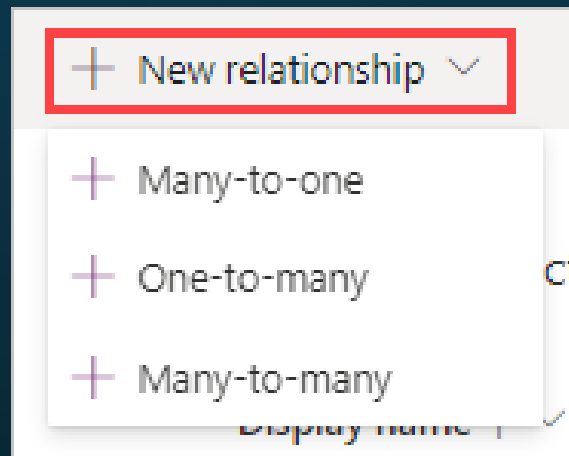 New relationship
Many-to-one
One-to-many
Many-to-many
Display name